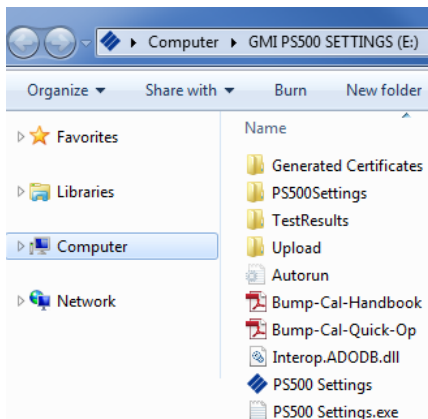 Computer GMI PS500 SETTINGS (E:)
Organize Share with Burn New folder
Name
Favorites
Libraries
Computer
Network
Generated Certificates
PS500Settings
TestResults
Upload
Autorun
Bump-Cal-Handbook
Bump-Cal-Quick-Op
Interop.ADODB.dll
PS500 Settings
PS500 Settings.exe